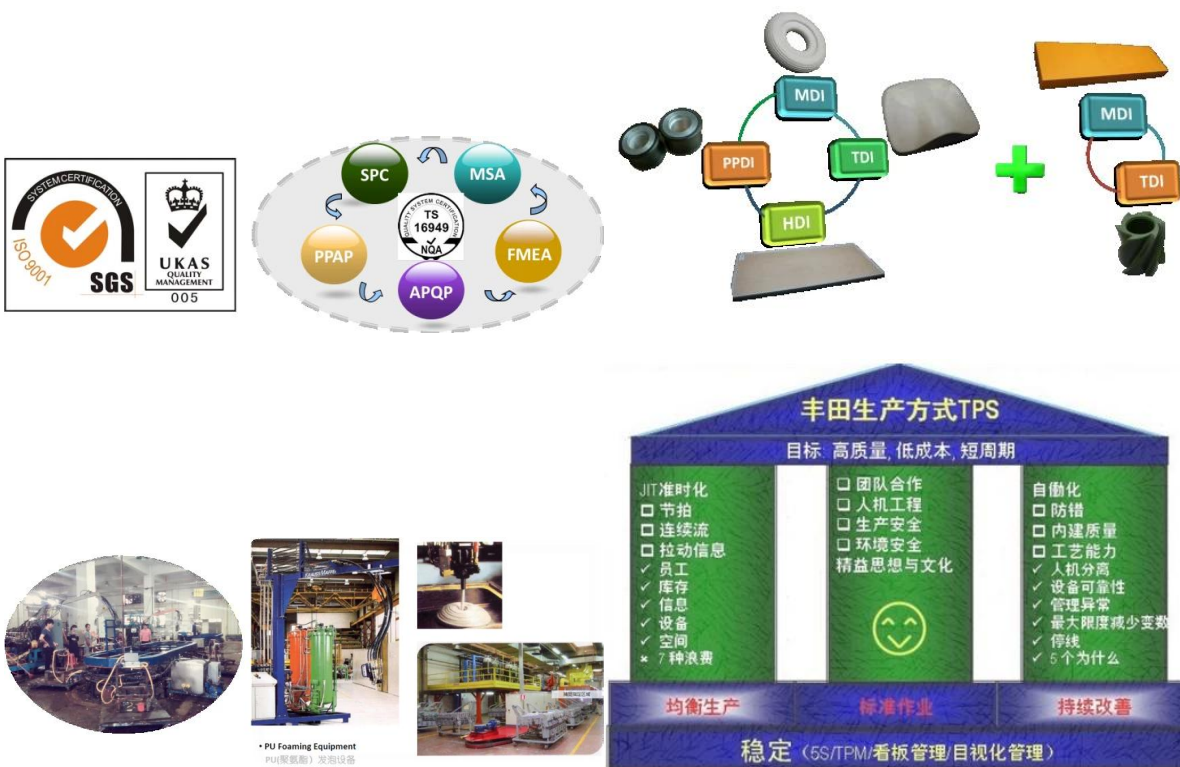 SYSTEM CERTIFICATION
ISO 9001
SGS
UKAS
QUALITY
MANAGEMENT
005
SPC
MSA
QUALITY SYSTEM CERTIFICATION
TS
16949
NQA
PPAP
FMEA
APQP
MDI
PPDI
TDI
HDI
MDI
TDI
丰田生产方式TPS
目标: 高质量, 低成本, 短周期
JIT准时化
□ 节拍
□ 连续流
□ 拉动信息
✓ 员工
✓ 库存
✓ 信息
✓ 设备
✓ 空间
× 7 种浪费
□ 团队合作
□ 人机工程
□ 生产安全
□ 环境安全
精益思想与文化
自働化
□ 防错
□ 内建质量
□ 工艺能力
✓ 人机分离
✓ 设备可靠性
✓ 管理异常
✓ 最大限度减少变数
✓ 停线
✓ 5 个为什么
均衡生产
标准作业
持续改善
稳定（5S/TPM/看板管理/目视化管理）
• PU Foaming Equipment
PU(聚氨酯）发泡设备